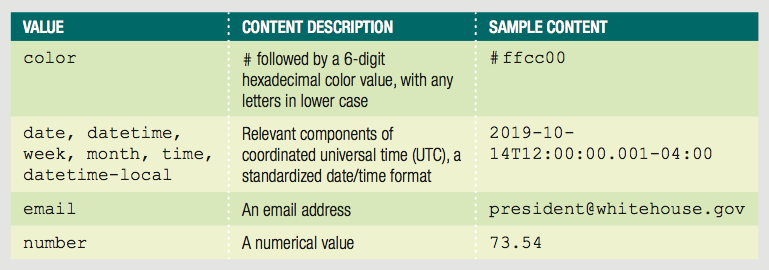 VALUE CONTENT DESCRIPTION SAMPLE CONTENT
color # followed by a 6-digit #ffcc00
hexadecimal color value, with any
letters in lower case
date, datetime, Relevant components of 2019-10-
week, month, time, coordinated universal time (UTC), a 14T12:00:00.001-04:00
datetime-local standardized date/time format
email An email address president@whitehouse.gov
number A numerical value 73.54